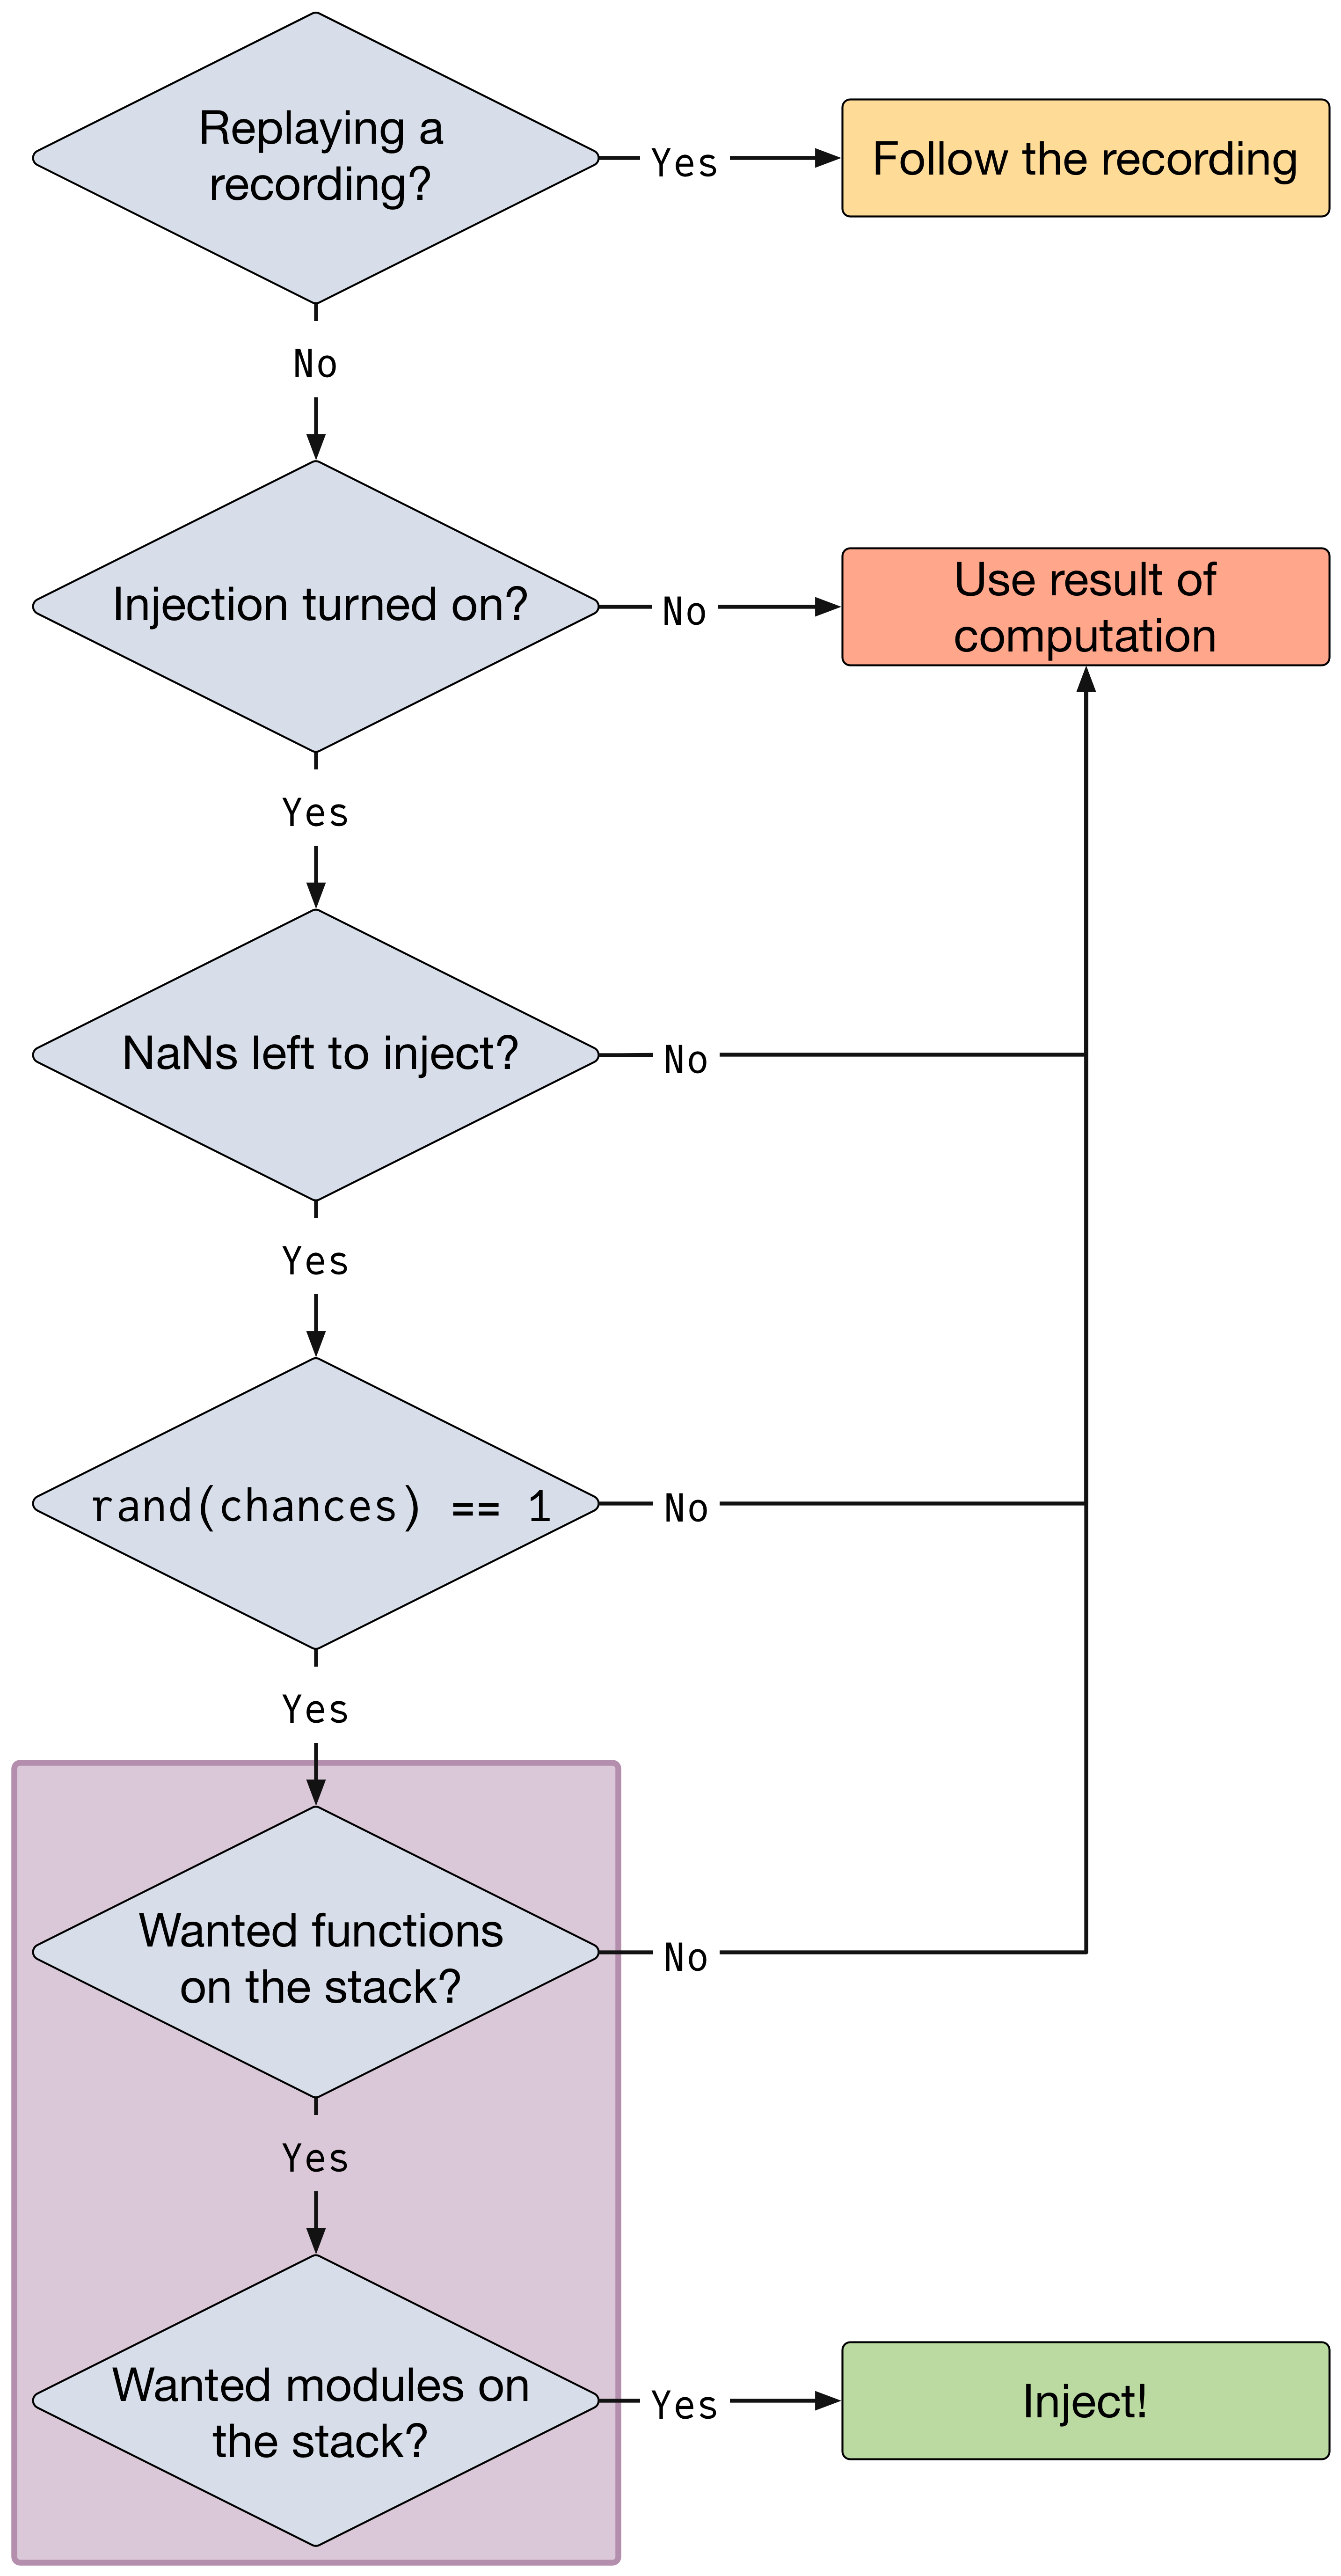 Replaying a
recording?
Yes
Follow the recording
No
Injection turned on?
No
Use result of
computation
Yes
NaNs left to inject?
No
Yes
rand(chances) == 1
No
Yes
Wanted functions
on the stack?
No
Yes
Wanted modules on
the stack?
Yes
Inject!